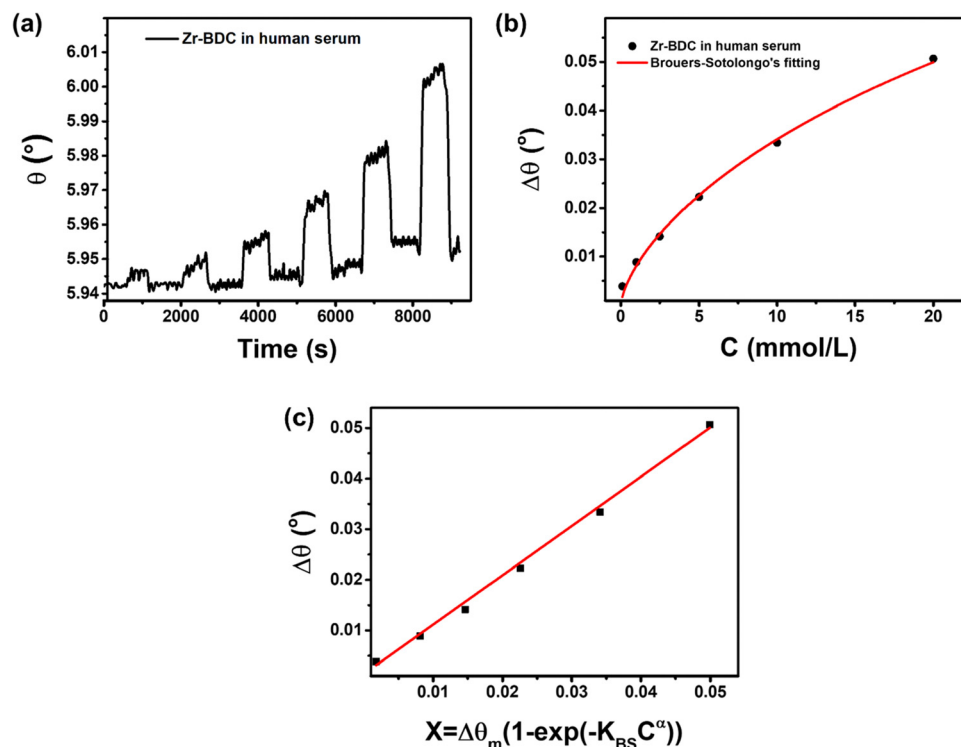 (a)
Zr-BDC in human serum
θ (°)
6.01
6.00
5.99
5.98
5.97
5.96
5.95
5.94
0 2000 4000 6000 8000
Time (s)
(b)
Zr-BDC in human serum
Brouers-Sotolongo's fitting
Δθ (°)
0.05
0.04
0.03
0.02
0.01
0 5 10 15 20
C (mmol/L)
(c)
Δθ (°)
0.05
0.04
0.03
0.02
0.01
0.01 0.02 0.03 0.04 0.05
X=Δθ_m(1-exp(-K_BS C^α))